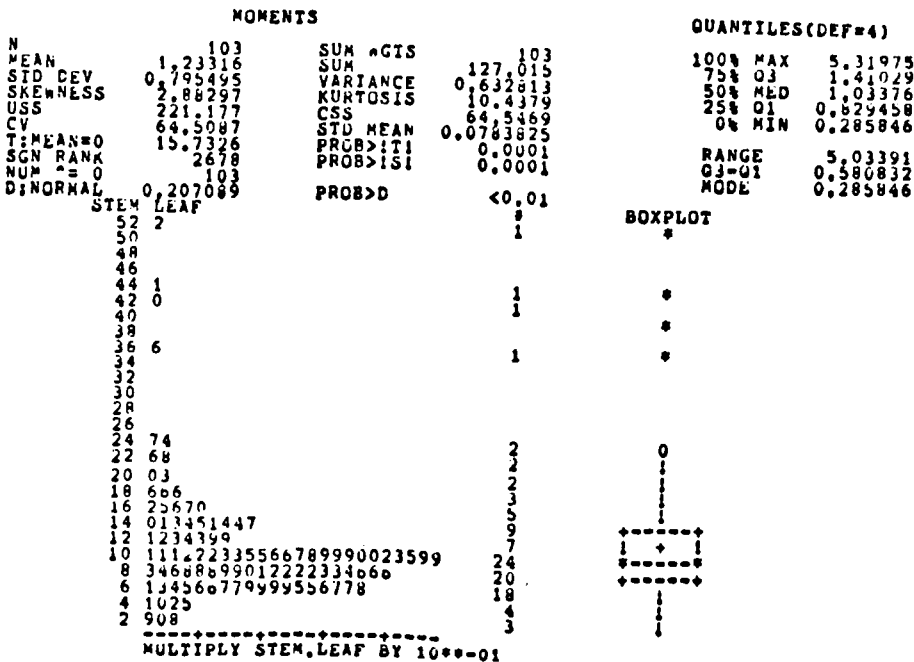 MOMENTS
N 103 SUM WGTS 103
MEAN 1.23316 SUM 127.015
STD DEV 0.795495 VARIANCE 0.632813
SKEWNESS 2.88297 KURTOSIS 10.4379
USS 221.177 CSS 64.5469
CV 64.5087 STD MEAN 0.0783825
T:MEAN=0 15.7326 PROB>|T| 0.0001
SGN RANK 2678 PROB>|S| 0.0001
NUM ^= 0 103
D:NORMAL 0.207089 PROB>D <0.01
QUANTILES(DEF=4)
100% MAX 5.31975
75% Q3 1.41029
50% MED 1.03376
25% Q1 0.829458
0% MIN 0.285846
RANGE 5.03391
Q3-Q1 0.580832
MODE 0.285846
STEM LEAF # BOXPLOT
52 2 1 *
50
48
46
44 1 1 *
42 0 1
40 *
38
36 6 1 *
34
32
30
28
26
24 74 2 0
22 68 2 |
20 03 2 |
18 666 3 |
16 25670 5 |
14 013451447 9 +-----+
12 1234399 7 | + |
10 111222335566789990023599 24 *-----*
8 34688699012222334666 20 +-----+
6 134566779999556778 18 |
4 1025 4 |
2 908 3 |
----+----+----+----+----
MULTIPLY STEM.LEAF BY 10**-01